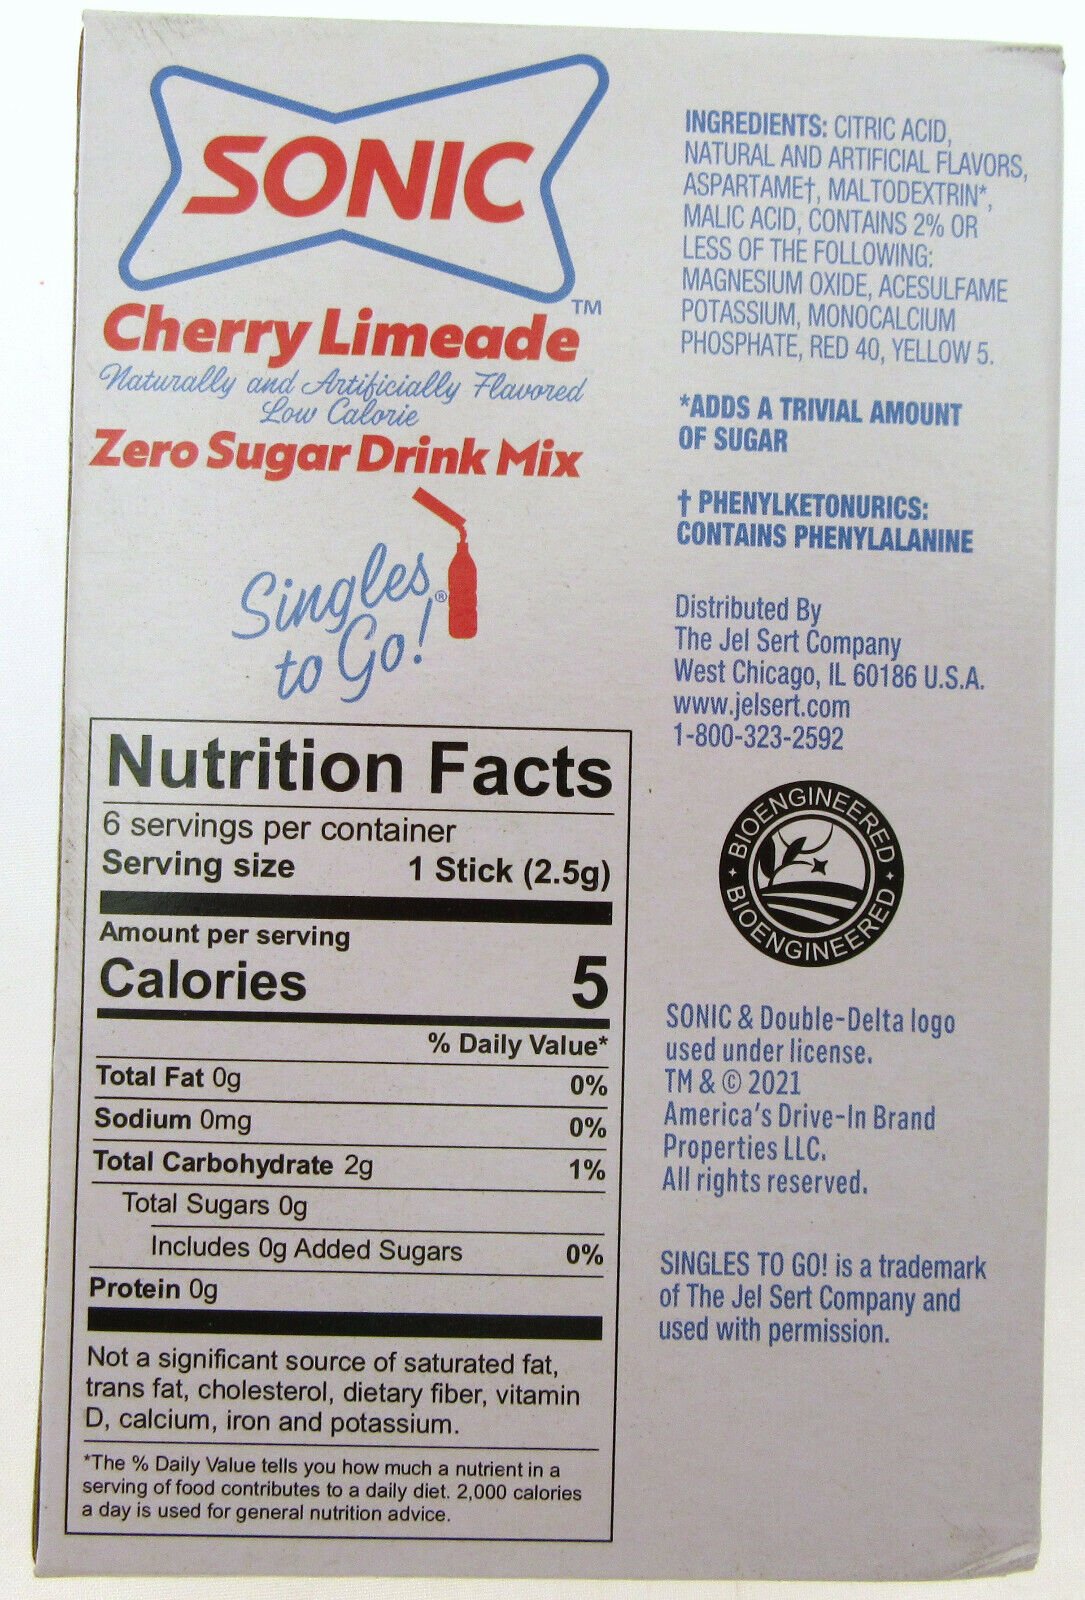 SONIC
TM
Cherry Limeade
Naturally and Artificially Flavored
Low Calorie
Zero Sugar Drink Mix
Singles
to Go!®
Nutrition Facts
6 servings per container
Serving size 1 Stick (2.5g)
Amount per serving
Calories 5
% Daily Value*
Total Fat 0g 0%
Sodium 0mg 0%
Total Carbohydrate 2g 1%
Total Sugars 0g
Includes 0g Added Sugars 0%
Protein 0g
Not a significant source of saturated fat,
trans fat, cholesterol, dietary fiber, vitamin
D, calcium, iron and potassium.
*The % Daily Value tells you how much a nutrient in a
serving of food contributes to a daily diet. 2,000 calories
a day is used for general nutrition advice.
INGREDIENTS: CITRIC ACID,
NATURAL AND ARTIFICIAL FLAVORS,
ASPARTAME†, MALTODEXTRIN*,
MALIC ACID, CONTAINS 2% OR
LESS OF THE FOLLOWING:
MAGNESIUM OXIDE, ACESULFAME
POTASSIUM, MONOCALCIUM
PHOSPHATE, RED 40, YELLOW 5.
*ADDS A TRIVIAL AMOUNT
OF SUGAR
† PHENYLKETONURICS:
CONTAINS PHENYLALANINE
Distributed By
The Jel Sert Company
West Chicago, IL 60186 U.S.A.
www.jelsert.com
1-800-323-2592
BIOENGINEERED
BIOENGINEERED
SONIC & Double-Delta logo
used under license.
TM & © 2021
America's Drive-In Brand
Properties LLC.
All rights reserved.
SINGLES TO GO! is a trademark
of The Jel Sert Company and
used with permission.